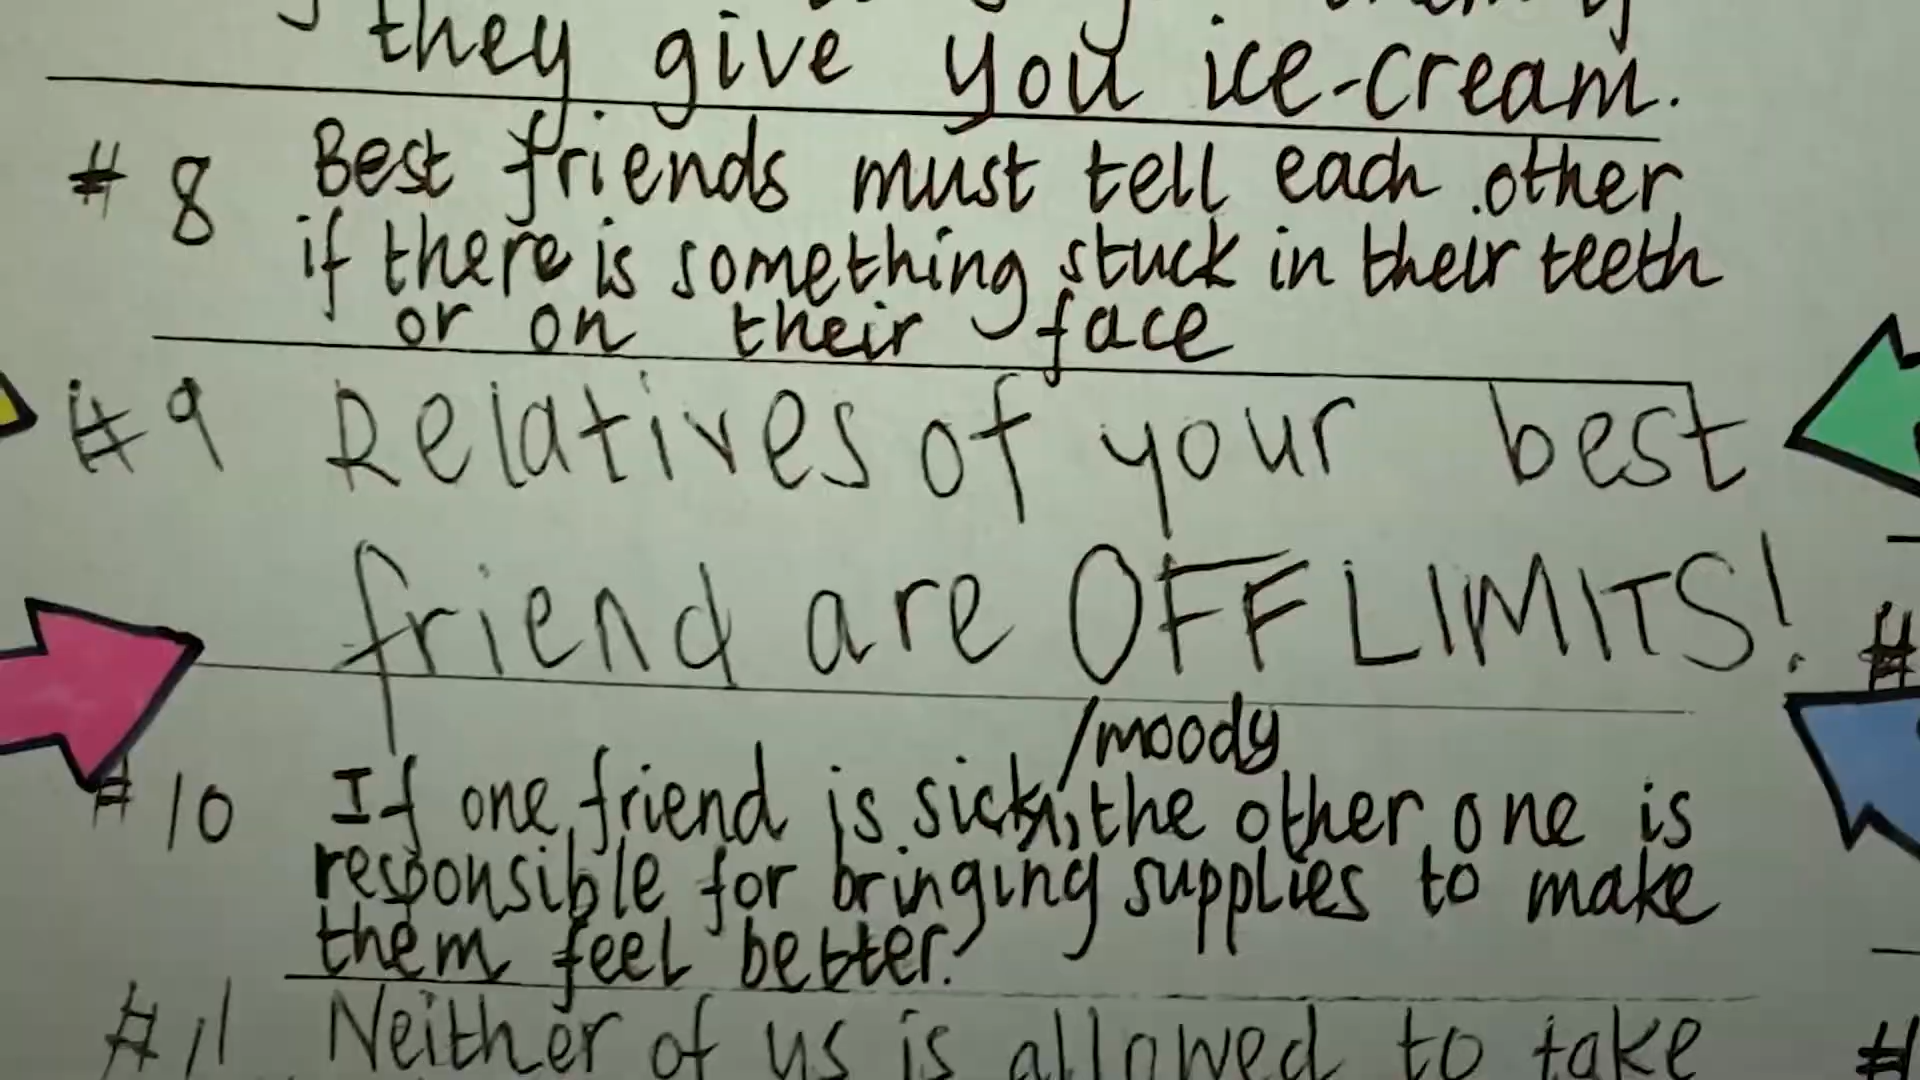 they give you ice-cream.
#8 Best friends must tell each other
if there is something stuck in their teeth
or on their face
#9 Relatives of your best
friend are OFF LIMITS!
/moody
#10 If one friend is sick, the other one is
responsible for bringing supplies to make
them feel better.
#11 Neither of us is allowed to take